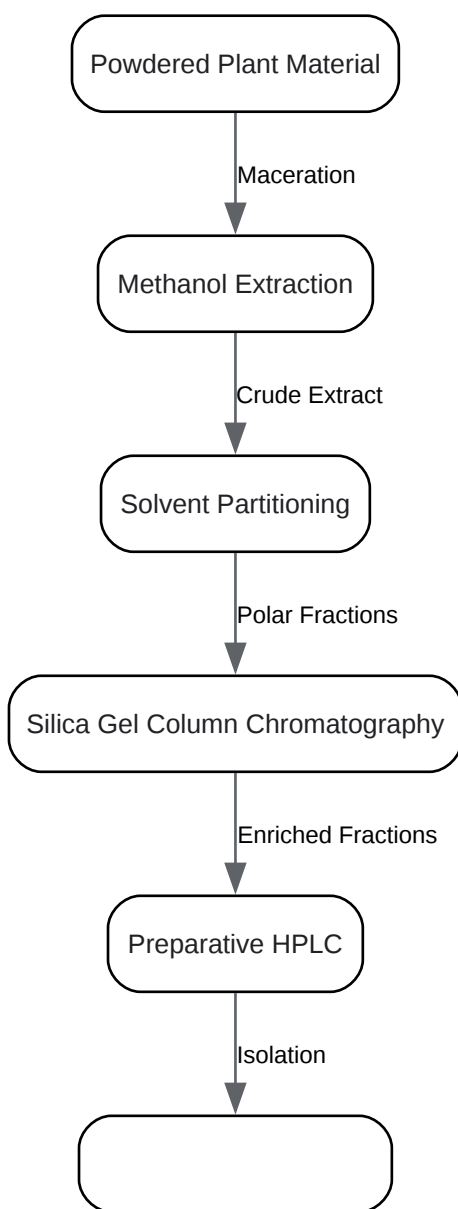 Powdered Plant Material
Maceration
Methanol Extraction
Crude Extract
Solvent Partitioning
Polar Fractions
Silica Gel Column Chromatography
Enriched Fractions
Preparative HPLC
Isolation